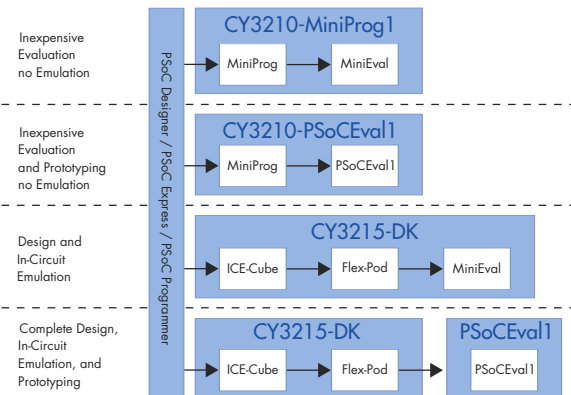 Inexpensive
Evaluation
no Emulation
CY3210-MiniProg1
MiniProg
MiniEval
PSoC Designer / PSoC Express / PSoC Programmer
Inexpensive
Evaluation
and Prototyping
no Emulation
CY3210-PSoCEval1
MiniProg
PSoCEval1
Design and
In-Circuit
Emulation
CY3215-DK
ICE-Cube
Flex-Pod
MiniEval
Complete Design,
In-Circuit
Emulation, and
Prototyping
CY3215-DK
ICE-Cube
Flex-Pod
PSoCEval1
PSoCEval1